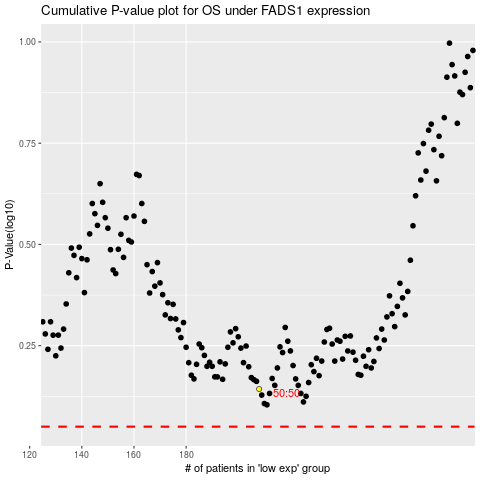 Cumulative P-value plot for OS under FADS1 expression
P-Value(log10)
1.00
0.75
0.50
0.25
50:50
120 140 160 180
# of patients in 'low exp' group